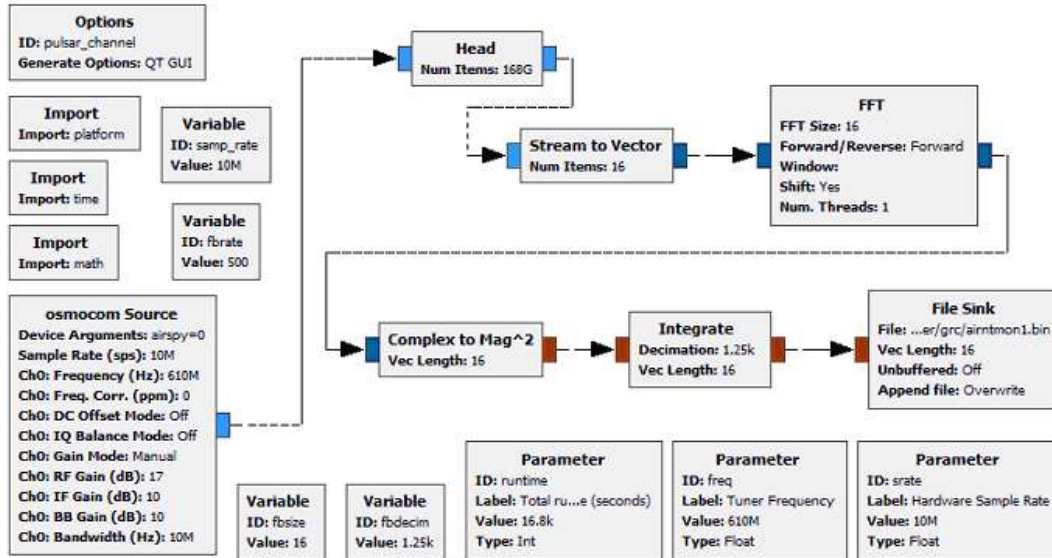 Options
ID: pulsar_channel
Generate Options: QT GUI
Import
Import: platform
Import
Import: time
Import
Import: math
Variable
ID: samp_rate
Value: 10M
Variable
ID: fbrate
Value: 500
Head
Num Items: 168G
Stream to Vector
Num Items: 16
FFT
FFT Size: 16
Forward/Reverse: Forward
Window:
Shift: Yes
Num. Threads: 1
osmocom Source
Device Arguments: airspy=0
Sample Rate (sps): 10M
Ch0: Frequency (Hz): 610M
Ch0: Freq. Corr. (ppm): 0
Ch0: DC Offset Mode: Off
Ch0: IQ Balance Mode: Off
Ch0: Gain Mode: Manual
Ch0: RF Gain (dB): 17
Ch0: IF Gain (dB): 10
Ch0: BB Gain (dB): 10
Ch0: Bandwidth (Hz): 10M
Complex to Mag^2
Vec Length: 16
Integrate
Decimation: 1.25k
Vec Length: 16
File Sink
File: ...er/grc/airntmon1.bin
Vec Length: 16
Unbuffered: Off
Append file: Overwrite
Variable
ID: fbsize
Value: 16
Variable
ID: fbdecim
Value: 1.25k
Parameter
ID: runtime
Label: Total ru...e (seconds)
Value: 16.8k
Type: Int
Parameter
ID: freq
Label: Tuner Frequency
Value: 610M
Type: Float
Parameter
ID: srate
Label: Hardware Sample Rate
Value: 10M
Type: Float